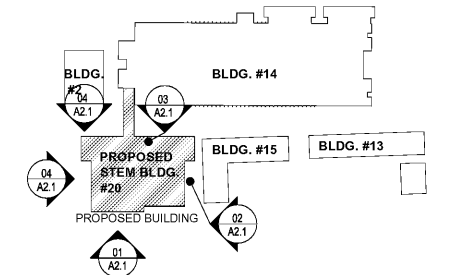 BLDG.
#2
04
A2.1
03
A2.1
BLDG. #14
04
A2.1
PROPOSED
STEM BLDG.
#20
BLDG. #15
BLDG. #13
PROPOSED BUILDING
02
A2.1
01
A2.1